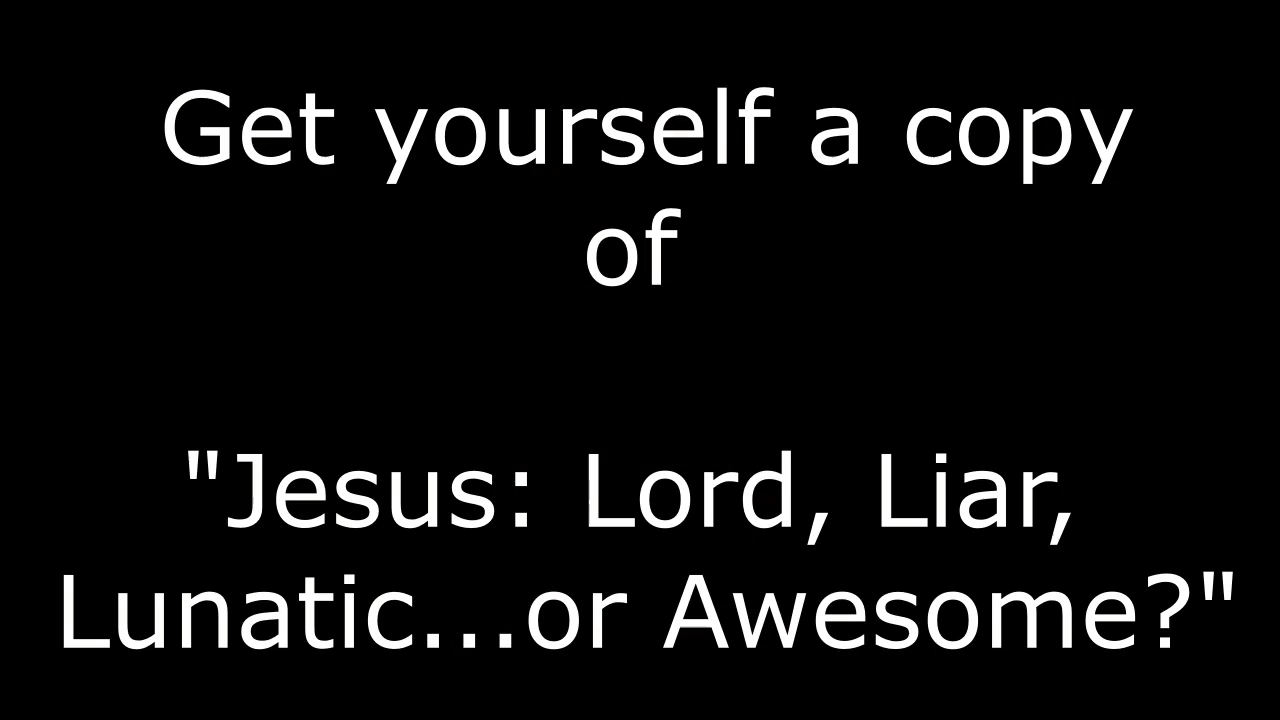 Get yourself a copy
of
"Jesus: Lord, Liar,
Lunatic...or Awesome?"